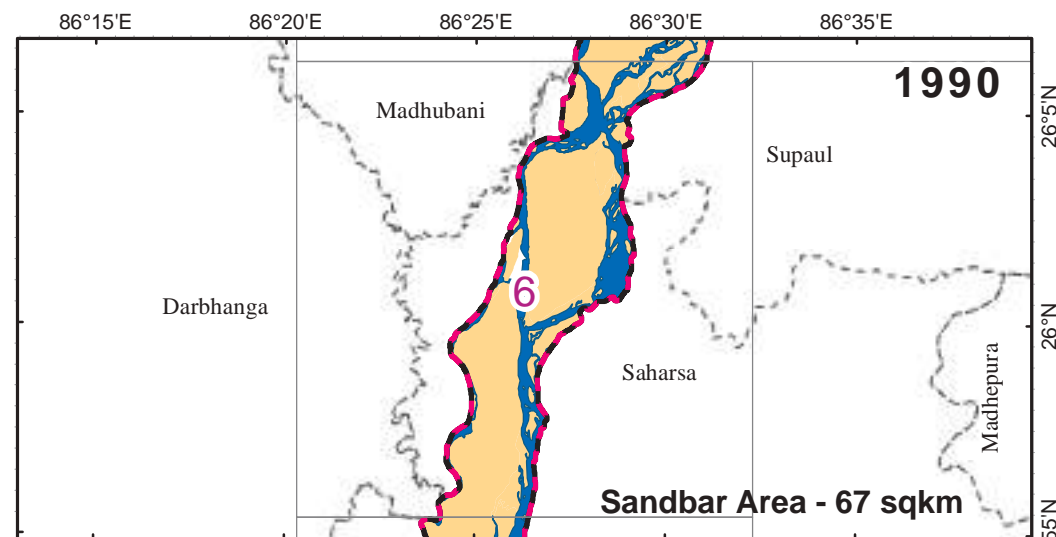 86°15'E
86°20'E
86°25'E
86°30'E
86°35'E
1990
Madhubani
26°5'N
Supaul
Darbhanga
6
26°N
Saharsa
Madhepura
Sandbar Area - 67 sqkm
55'N